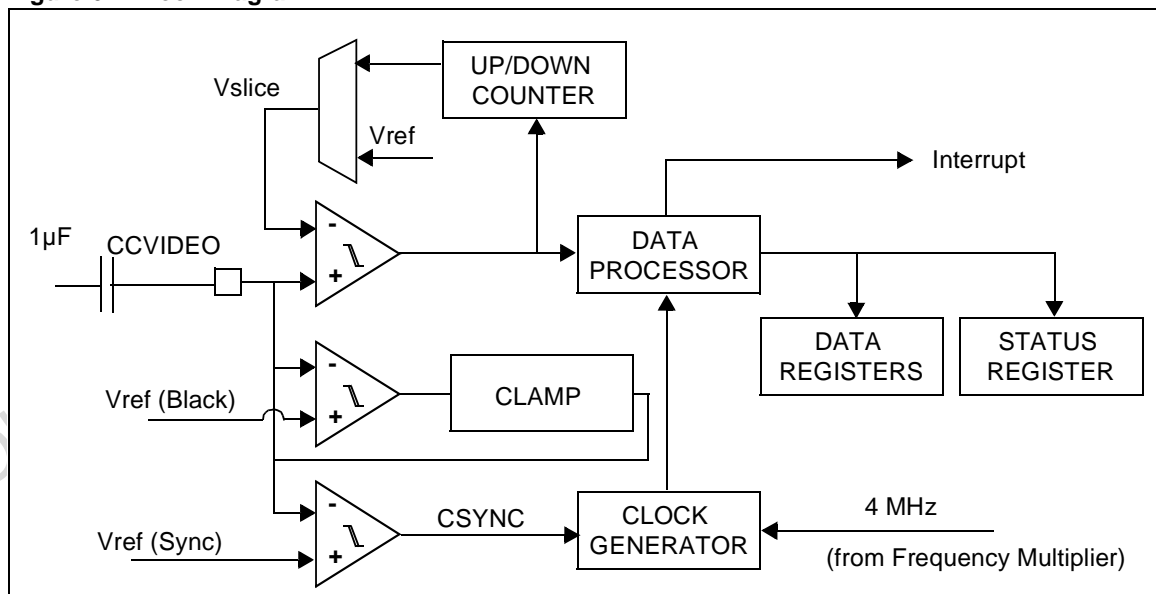 UP/DOWN
COUNTER
Vslice
Vref
Interrupt
1µF
CCVIDEO
-
+
DATA
PROCESSOR
DATA
REGISTERS
STATUS
REGISTER
-
+
Vref (Black)
CLAMP
-
+
Vref (Sync)
CSYNC
CLOCK
GENERATOR
4 MHz
(from Frequency Multiplier)